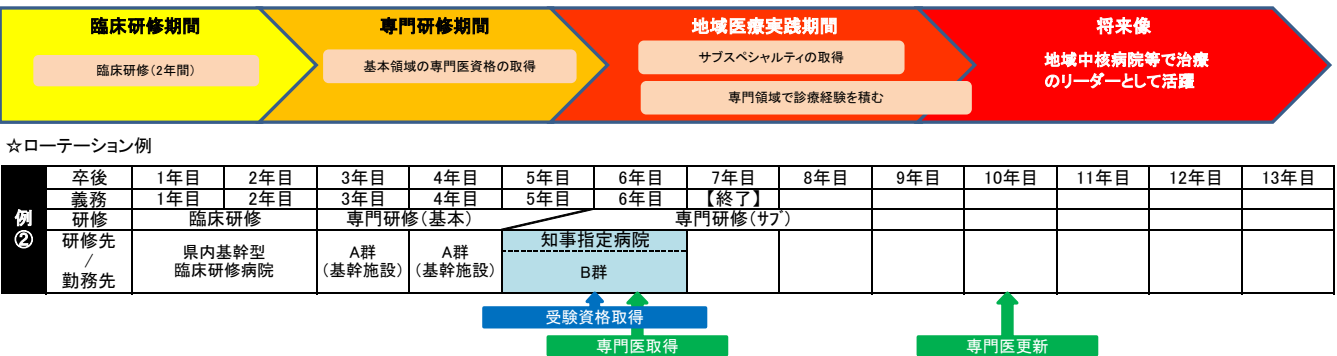 臨床研修期間
専門研修期間
地域医療実践期間
将来像
臨床研修(2年間)
基本領域の専門医資格の取得
サブスペシャルティの取得
専門領域で診療経験を積む
地域中核病院等で治療
のリーダーとして活躍
☆ローテーション例
例②
卒後 1年目 2年目 3年目 4年目 5年目 6年目 7年目 8年目 9年目 10年目 11年目 12年目 13年目
義務 1年目 2年目 3年目 4年目 5年目 6年目 【終了】
研修 臨床研修 専門研修(基本) 専門研修(サブ)
研修先
/
勤務先
県内基幹型
臨床研修病院
A群
(基幹施設)
A群
(基幹施設)
知事指定病院
B群
受験資格取得
専門医取得
専門医更新